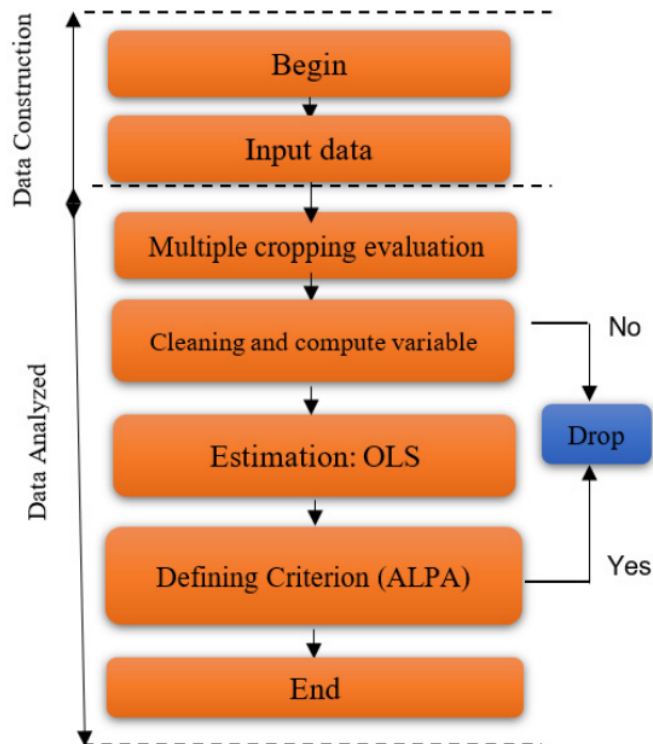 Data Construction
Begin
Input data
Data Analyzed
Multiple cropping evaluation
Cleaning and compute variable
No
Drop
Estimation: OLS
Defining Criterion (ALPA)
Yes
End